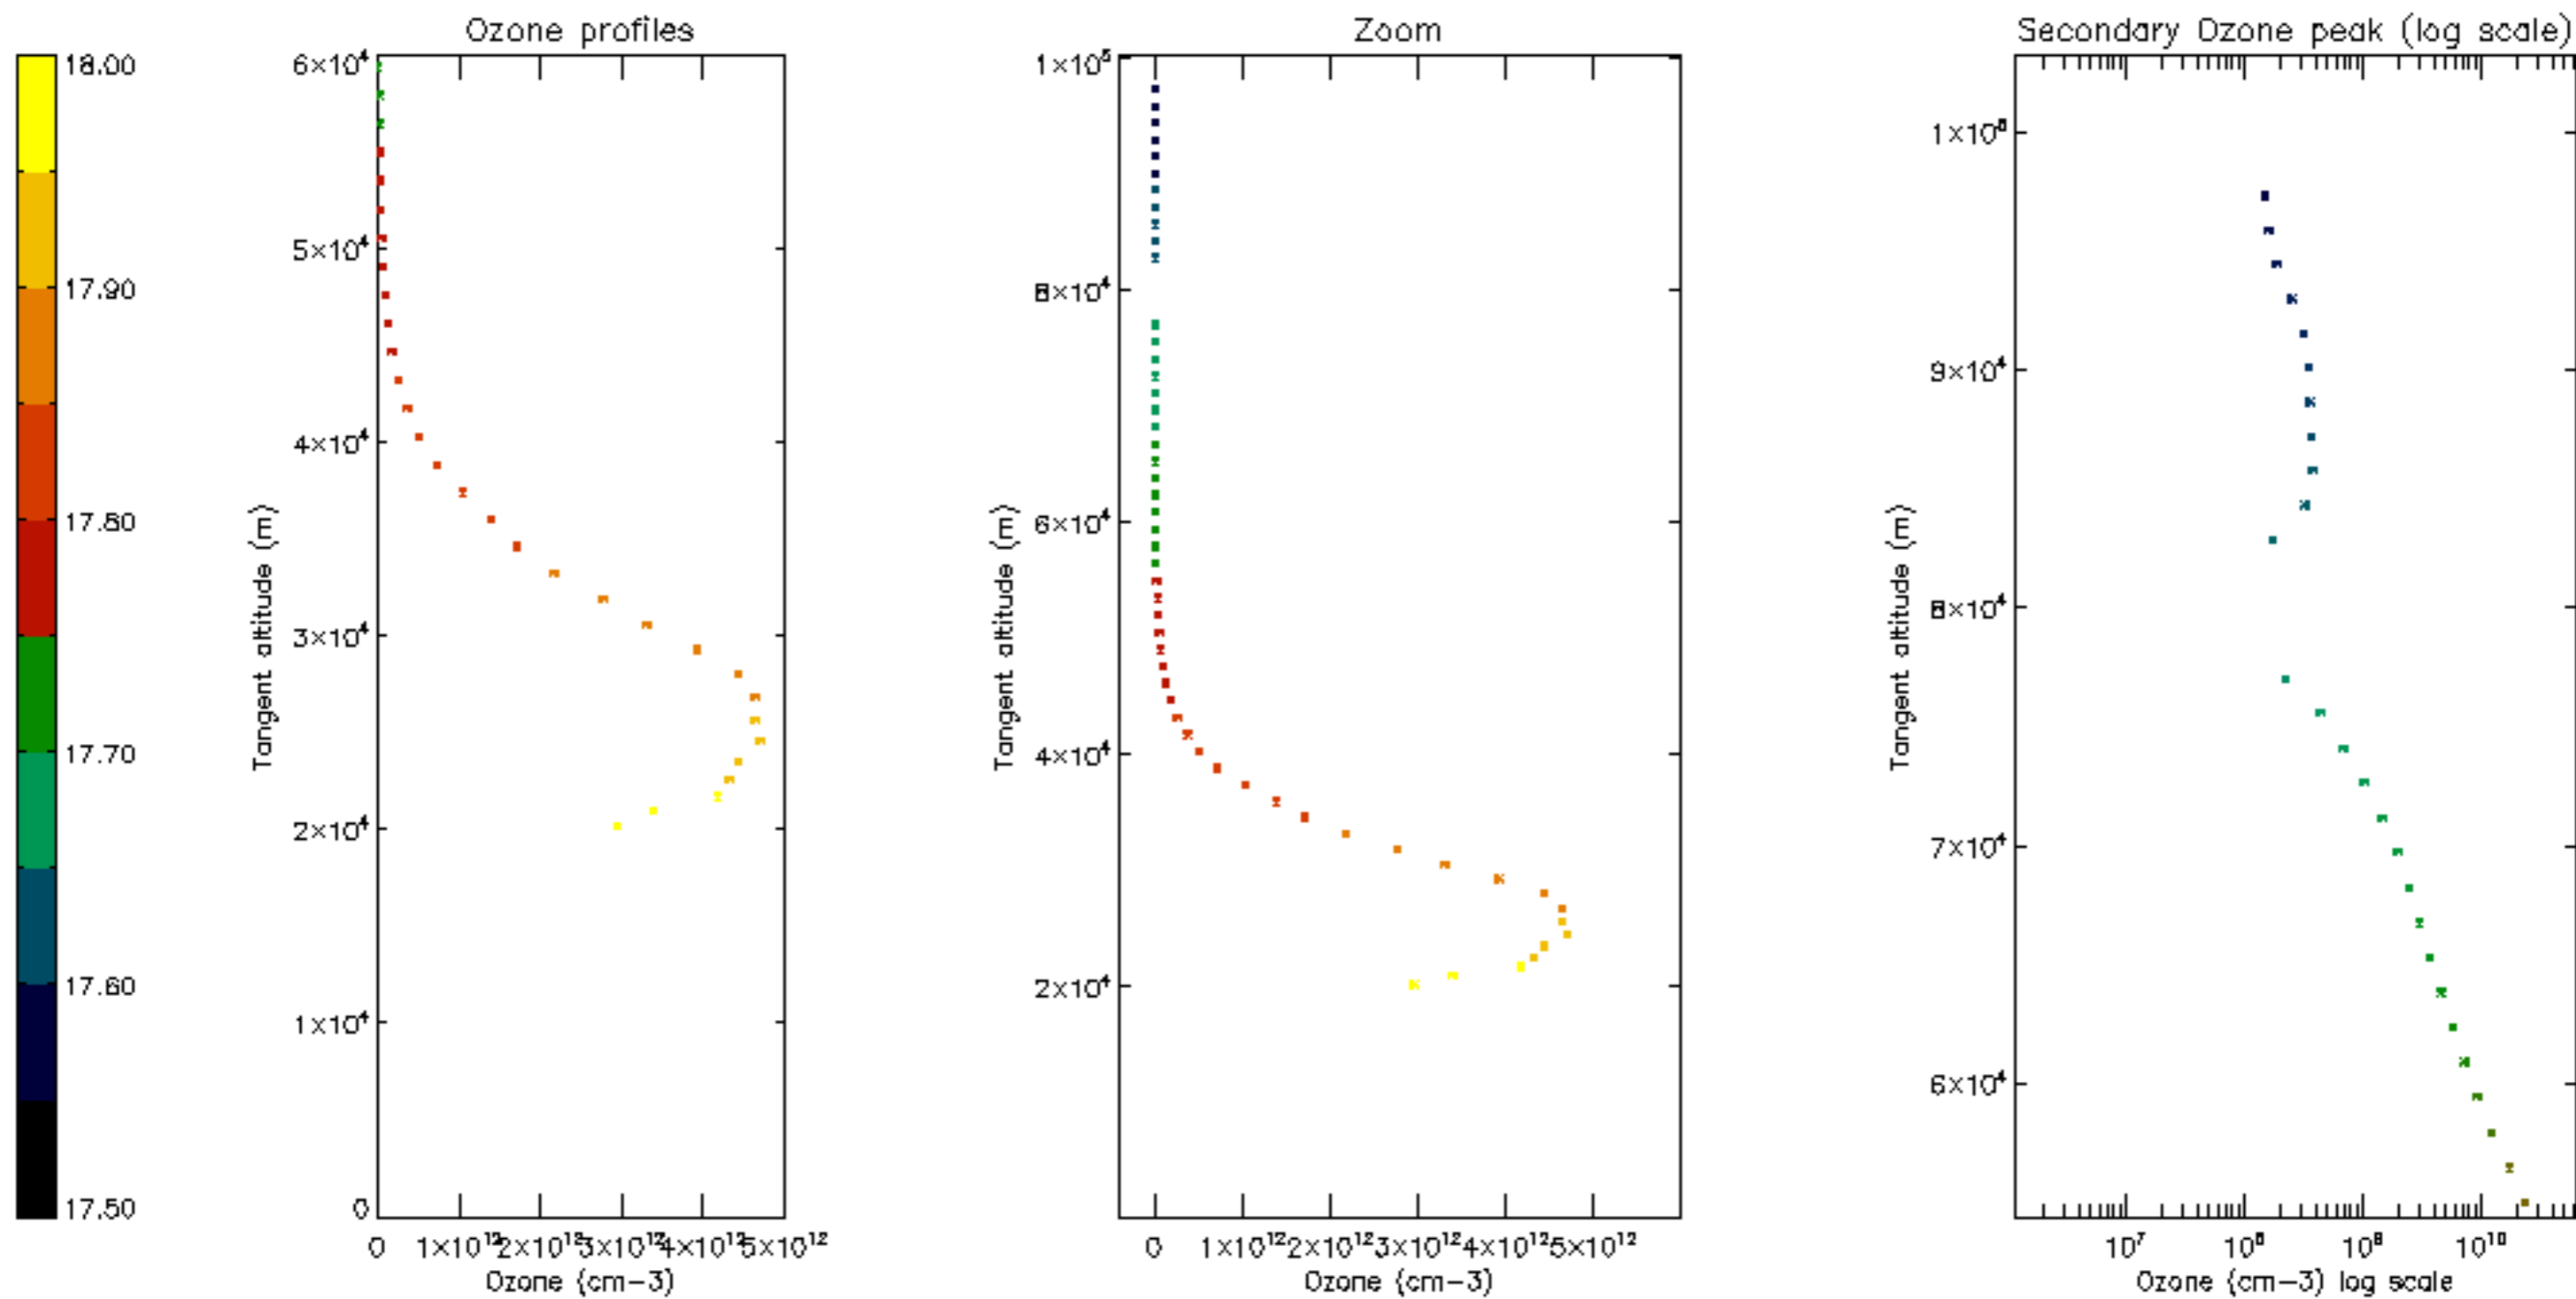 Ozone profiles
Zoom
Secondary Ozone peak (log scale)
18.00
17.90
17.80
17.70
17.60
17.50
6×10⁴
5×10⁴
4×10⁴
3×10⁴
2×10⁴
1×10⁴
0
Tangent altitude (m)
0 1×10¹² 2×10¹² 3×10¹² 4×10¹² 5×10¹²
Ozone (cm-3)
1×10⁵
8×10⁴
6×10⁴
4×10⁴
2×10⁴
Tangent altitude (m)
0 1×10¹² 2×10¹² 3×10¹² 4×10¹² 5×10¹²
Ozone (cm-3)
1×10⁵
9×10⁴
8×10⁴
7×10⁴
6×10⁴
Tangent altitude (m)
10⁷ 10⁸ 10⁹ 10¹⁰
Ozone (cm-3) log scale